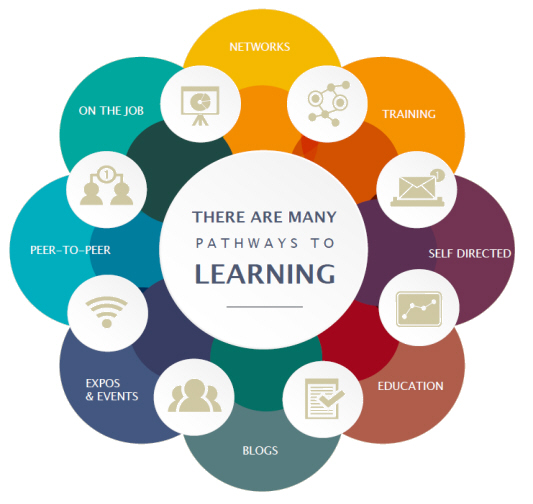 NETWORKS
TRAINING
SELF DIRECTED
EDUCATION
BLOGS
EXPOS
& EVENTS
PEER-TO-PEER
ON THE JOB
1
1
THERE ARE MANY
PATHWAYS TO
LEARNING